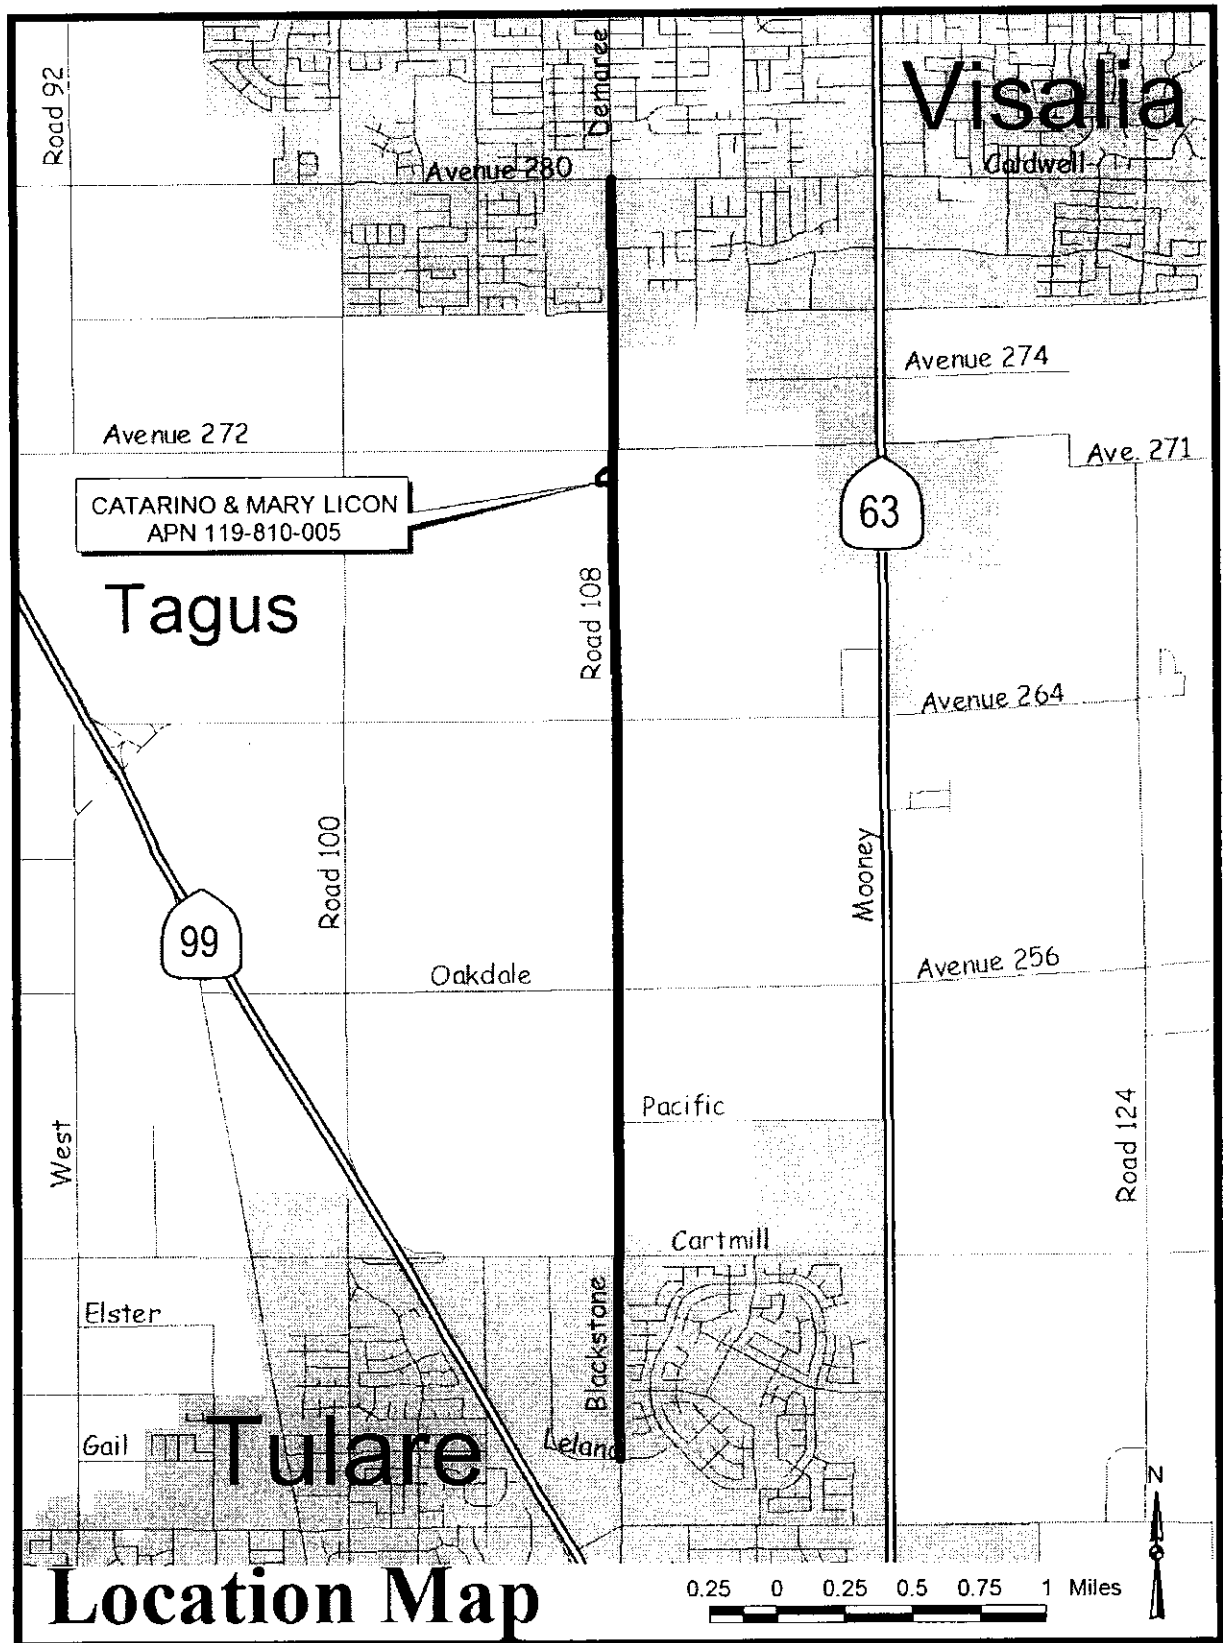 Road 92
Demaree
Visalia
Avenue 280
Caldwell
Avenue 274
Avenue 272
Ave. 271
CATARINO & MARY LICON
APN 119-810-005
63
Tagus
Road 108
Avenue 264
Road 100
Mooney
99
Oakdale
Avenue 256
Pacific
West
Road 124
Cartmill
Elster
Blackstone
Gail
Tulare
Leland
N
Location Map
0.25 0 0.25 0.5 0.75 1 Miles